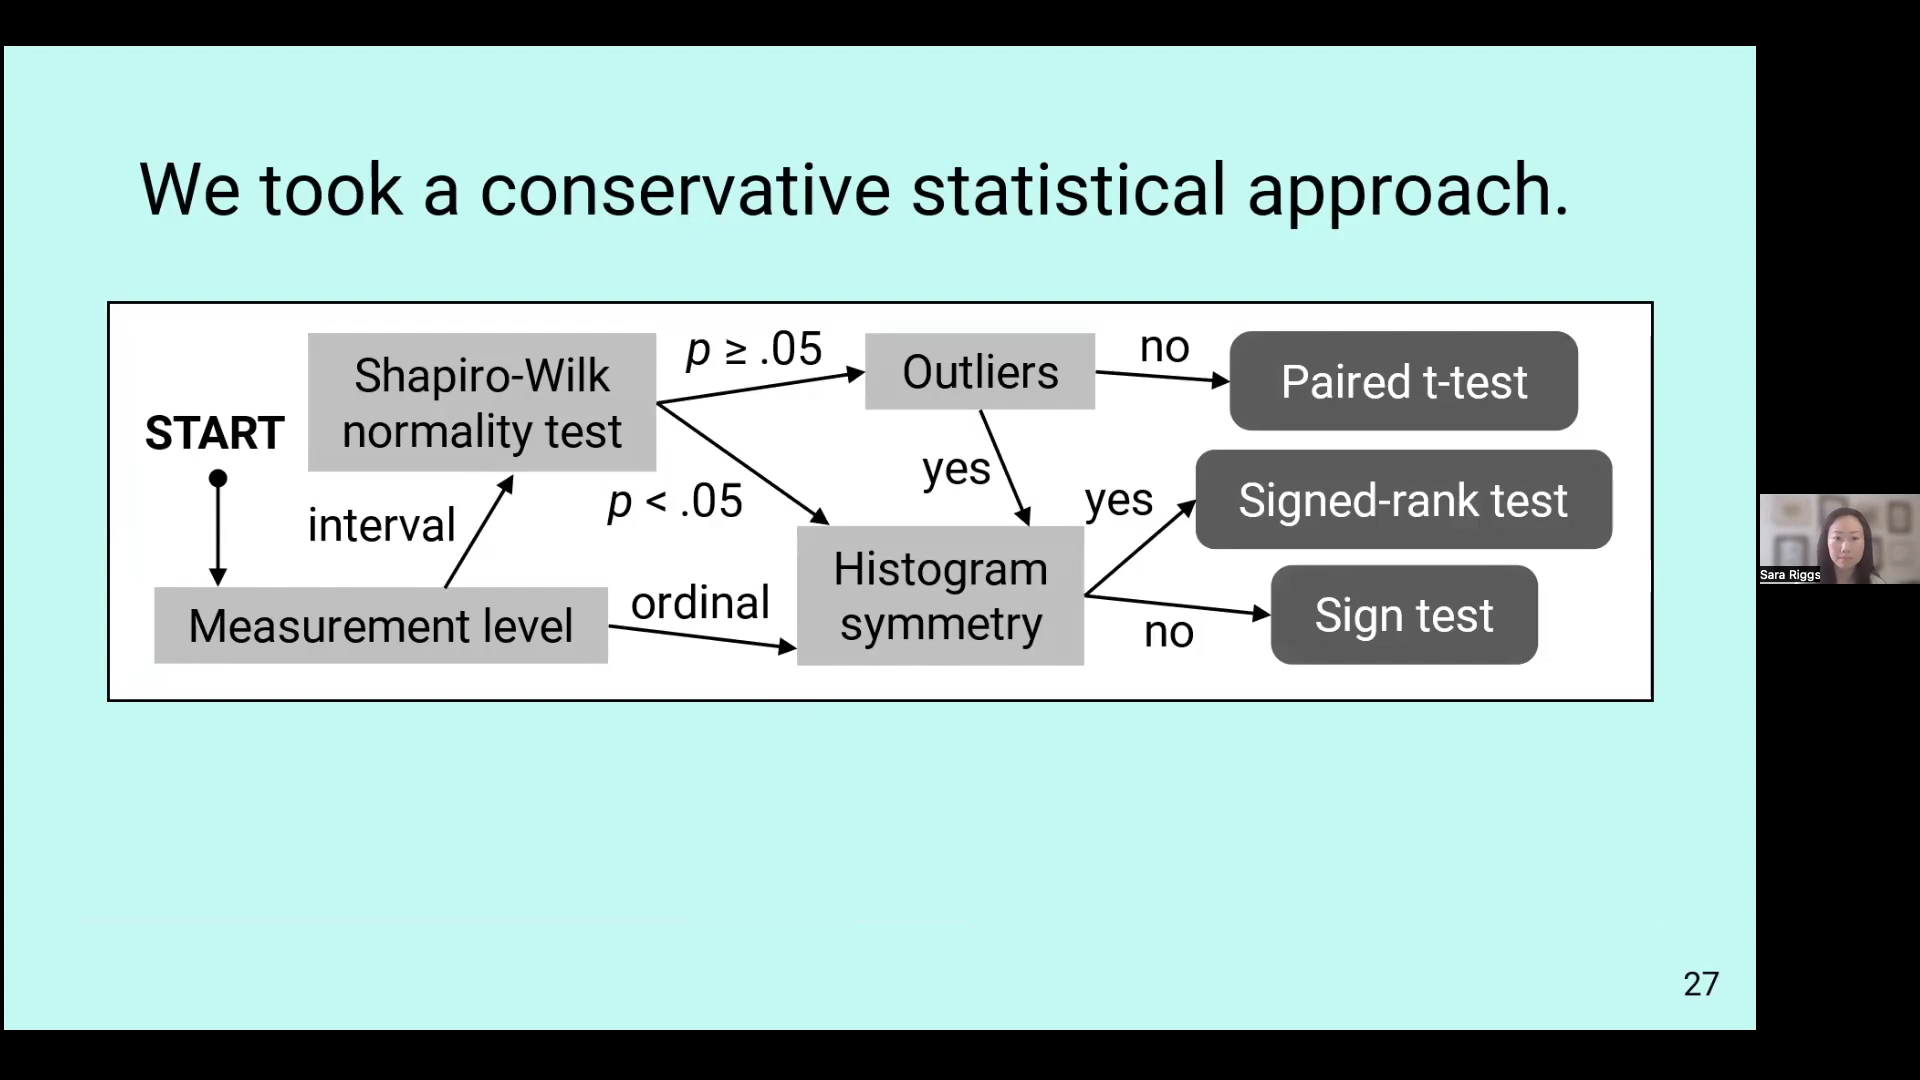 We took a conservative statistical approach.
START
Shapiro-Wilk
normality test
p ≥ .05
Outliers
no
Paired t-test
interval
p < .05
yes
yes
Signed-rank test
Measurement level
ordinal
Histogram
symmetry
no
Sign test
27
Sara Riggs